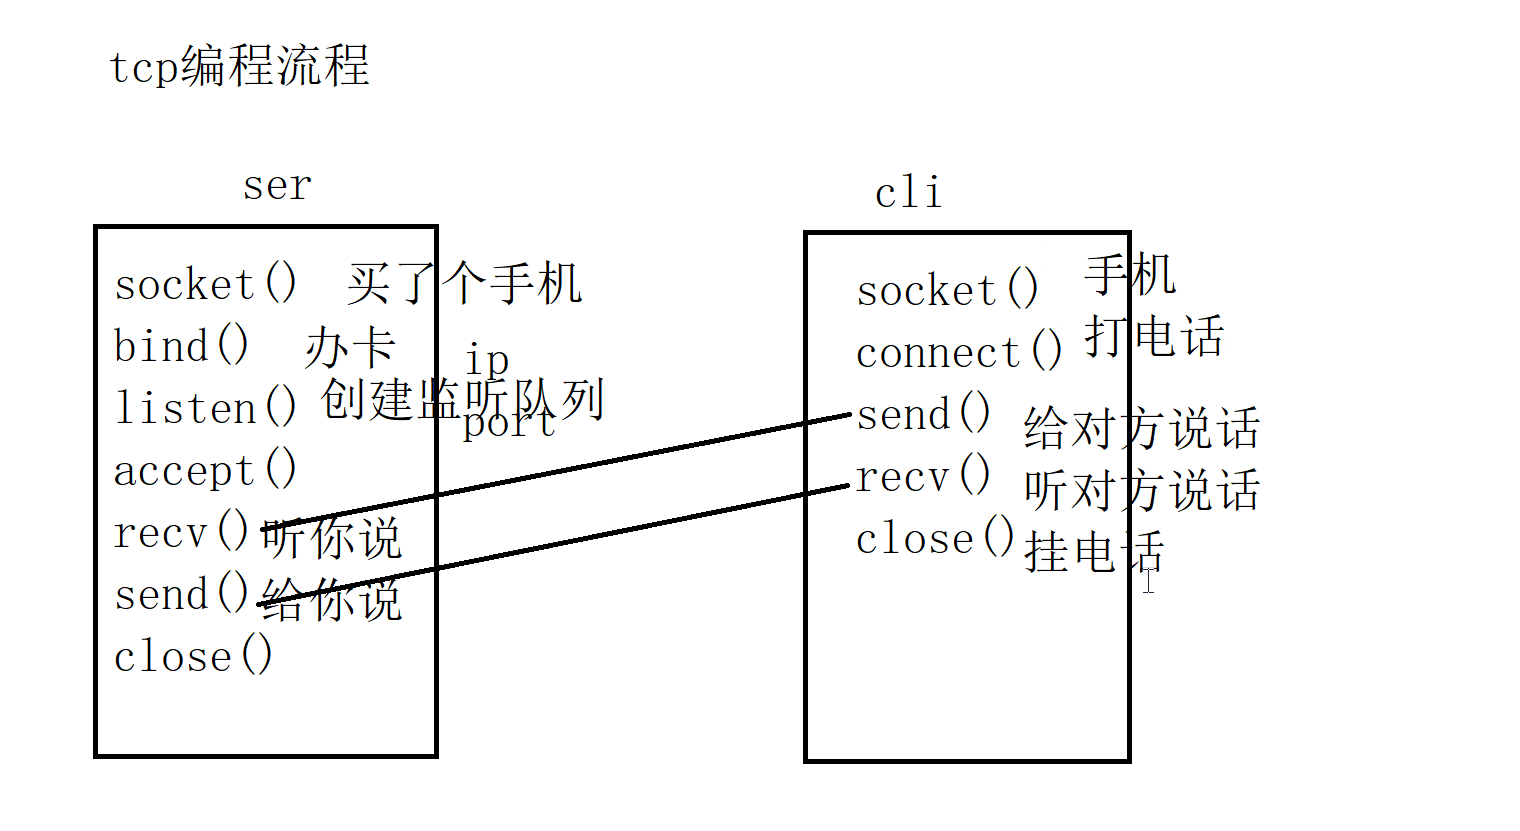 tcp编程流程
ser
socket() 买了个手机
bind() 办卡 ip
listen() 创建监听队列
port
accept()
recv() 听你说
send() 给你说
close()
cli
socket() 手机
connect() 打电话
send() 给对方说话
recv() 听对方说话
close() 挂电话